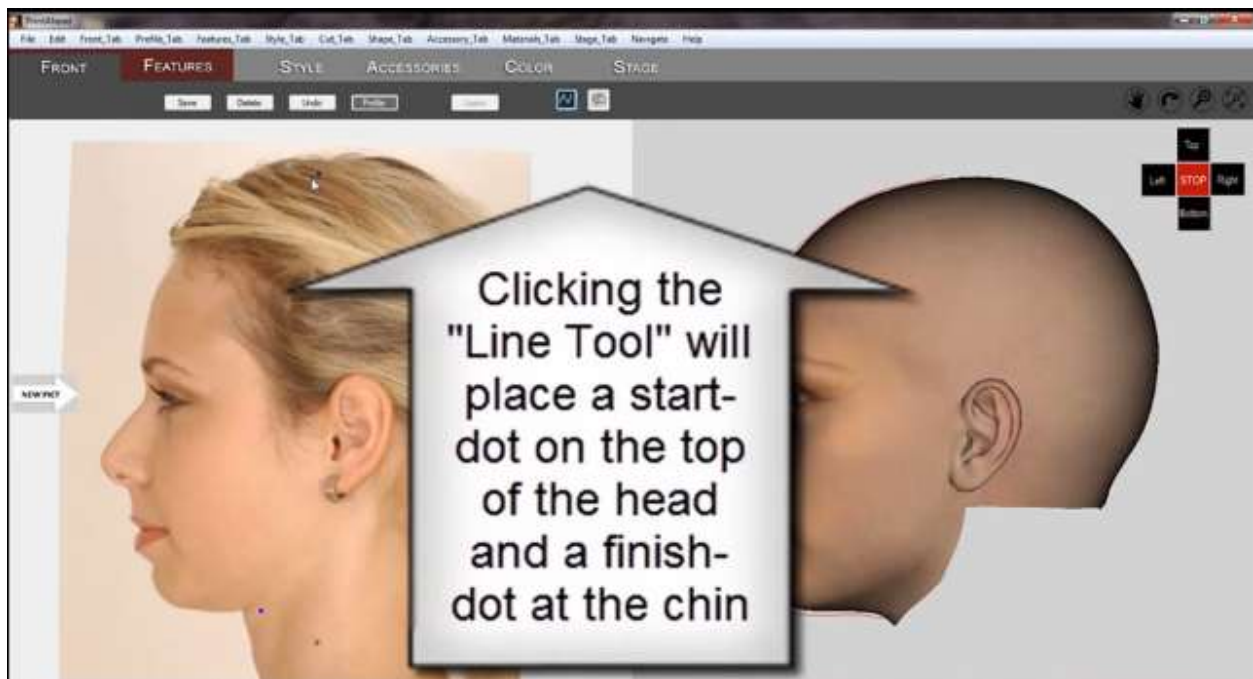 PrintAhead
File Edit Front_Tab Profile_Tab Features_Tab Style_Tab Cut_Tab Shape_Tab Accessory_Tab Materials_Tab Stage_Tab Navigate Help
FRONT FEATURES STYLE ACCESSORIES COLOR STAGE
Save Delete Undo Profile
Top
Left STOP Right
Bottom
Clicking the
"Line Tool" will
place a start-
dot on the top
of the head
and a finish-
dot at the chin
NEW PICT